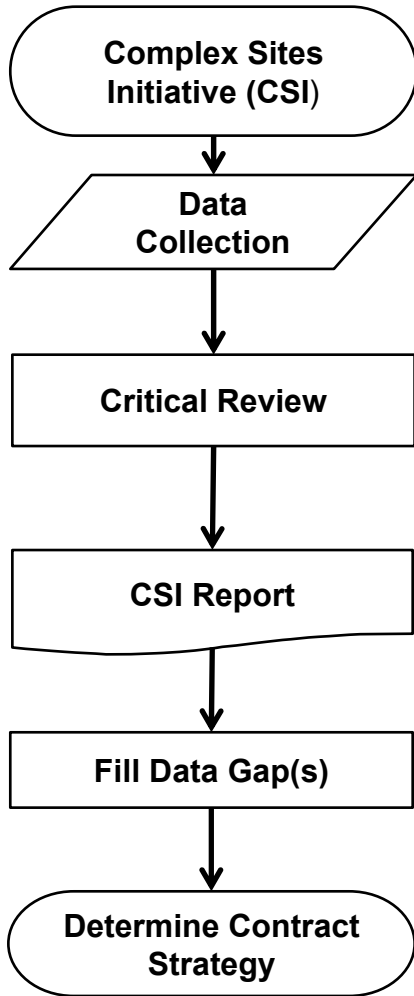 Complex Sites
Initiative (CSI)
Data
Collection
Critical Review
CSI Report
Fill Data Gap(s)
Determine Contract
Strategy